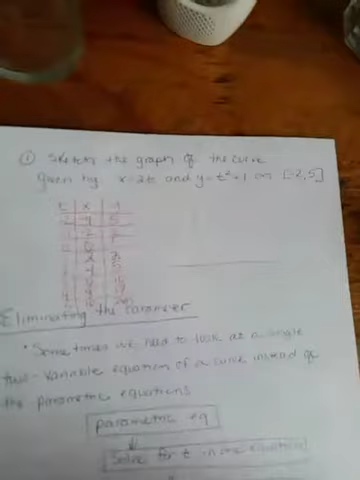 ① Sketch the graph of the curve
given by x=2t and y=t²+1 on [-2,5]
t x y
Eliminating the Parameter
• Sometimes we need to look at a single
two-variable equation of a curve instead of
the parametric equations
parametric eq
Solve for t in one equation